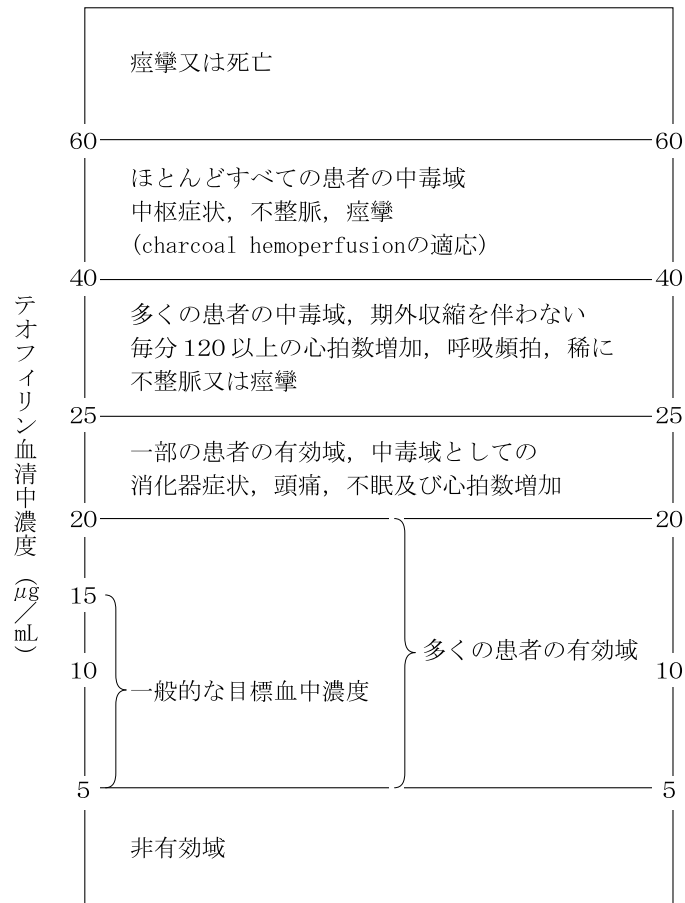 痙攣又は死亡
60
60
ほとんどすべての患者の中毒域
中枢症状，不整脈，痙攣
(charcoal hemoperfusionの適応)
40
40
多くの患者の中毒域，期外収縮を伴わない
毎分120以上の心拍数増加，呼吸頻拍，稀に
不整脈又は痙攣
25
25
一部の患者の有効域，中毒域としての
消化器症状，頭痛，不眠及び心拍数増加
20
20
15
多くの患者の有効域
10
10
一般的な目標血中濃度
5
5
非有効域
テオフィリン血清中濃度（μg／mL）